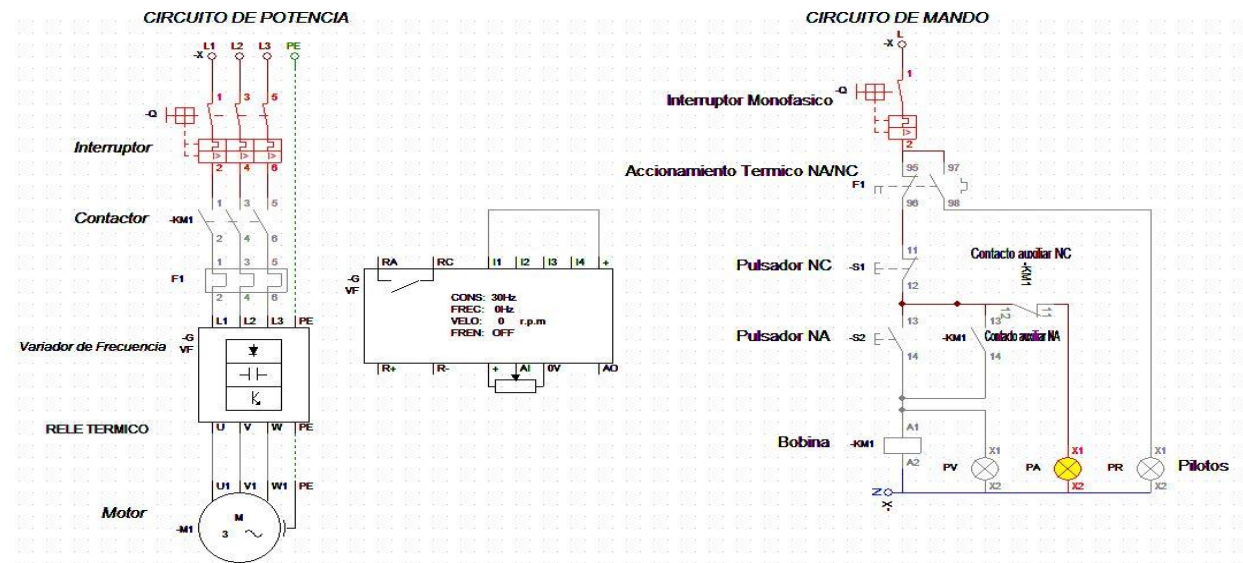 CIRCUITO DE POTENCIA
L1 L2 L3 PE
-X
1 3 5
-Q
Interruptor
2 4 6
1 3 5
Contactor -KM1
2 4 6
1 3 5
F1
2 4 6
L1 L2 L3 PE
-G
Variador de Frecuencia VF
RELE TERMICO
U V W PE
U1 V1 W1 PE
Motor
-M1
M
3
RA RC I1 I2 I3 I4 +
-G
VF
CONS: 30Hz
FREC: 0Hz
VELO: 0 r.p.m
FREN: OFF
R+ R- + AI 0V AO
CIRCUITO DE MANDO
L
-X
1
Interruptor Monofasico -Q
2
Accionamiento Termico NA/NC
95 97
F1
96 98
11
Pulsador NC -S1
12
Contacto auxiliar NC
-KM1
12 11
13 13
Pulsador NA -S2 -KM1 Contacto auxiliar NA
14 14
A1
Bobina -KM1
A2
X1 X1 X1
PV PA PR Pilotos
X2 X2 X2
N
-X